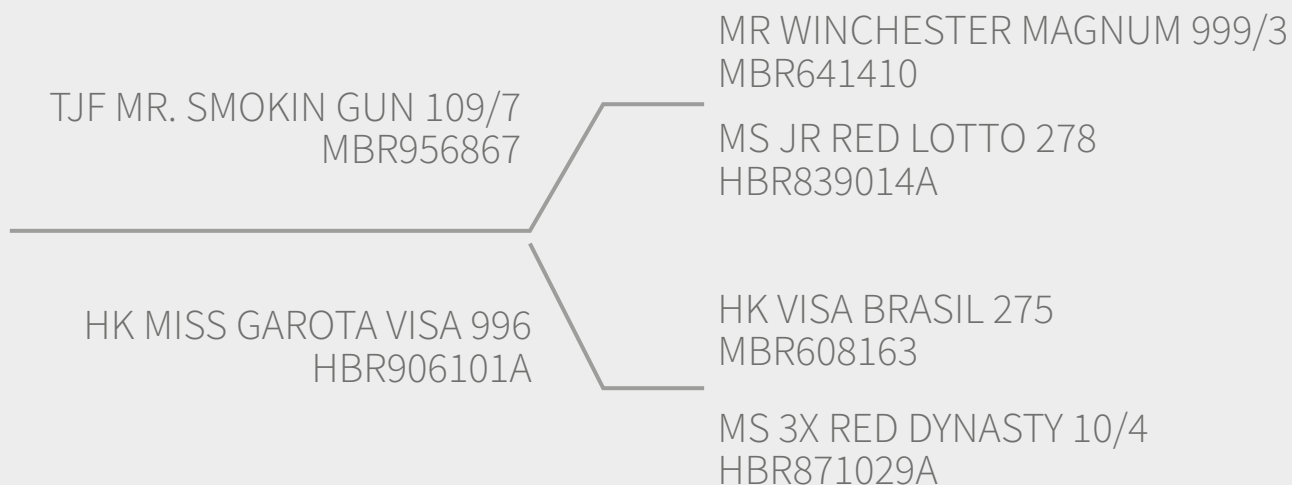 TJF MR. SMOKIN GUN 109/7
MBR956867
HK MISS GAROTA VISA 996
HBR906101A
MR WINCHESTER MAGNUM 999/3
MBR641410
MS JR RED LOTTO 278
HBR839014A
HK VISA BRASIL 275
MBR608163
MS 3X RED DYNASTY 10/4
HBR871029A